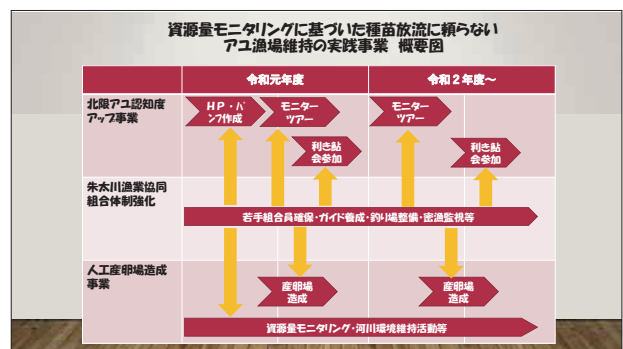 資源量モニタリングに基づいた種苗放流に頼らない
アユ漁場維持の実践事業 概要図
令和元年度
令和２年度～
北限アユ認知度
アップ事業
ＨＰ・パ
ンフ作成
モニター
ツアー
利き鮎
会参加
モニター
ツアー
利き鮎
会参加
朱太川漁業協同
組合体制強化
若手組合員確保・ガイド養成・釣り場整備・密漁監視等
人工産卵場造成
事業
産卵場
造成
産卵場
造成
資源量モニタリング・河川環境維持活動等